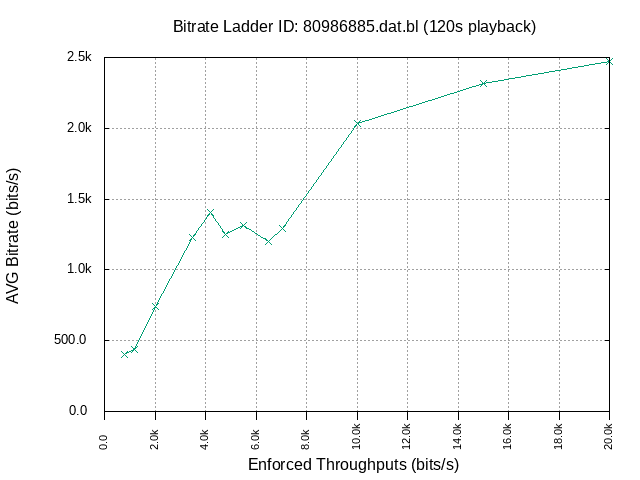 Bitrate Ladder ID: 80986885.dat.bl (120s playback)
2.5k
2.0k
1.5k
1.0k
500.0
0.0
AVG Bitrate (bits/s)
0.0
2.0k
4.0k
6.0k
8.0k
10.0k
12.0k
14.0k
16.0k
18.0k
20.0k
Enforced Throughputs (bits/s)